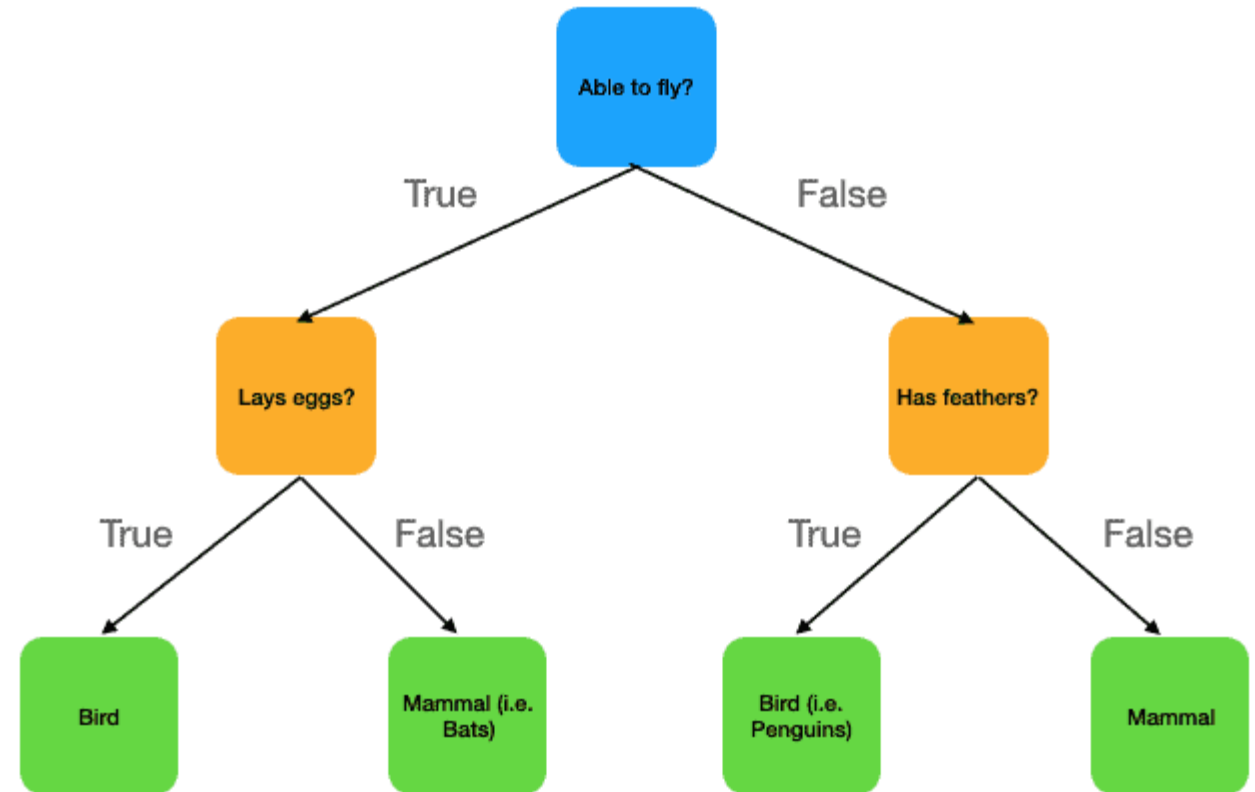 Able to fly?
True
False
Lays eggs?
Has feathers?
True
False
True
False
Bird
Mammal (i.e.
Bats)
Bird (i.e.
Penguins)
Mammal